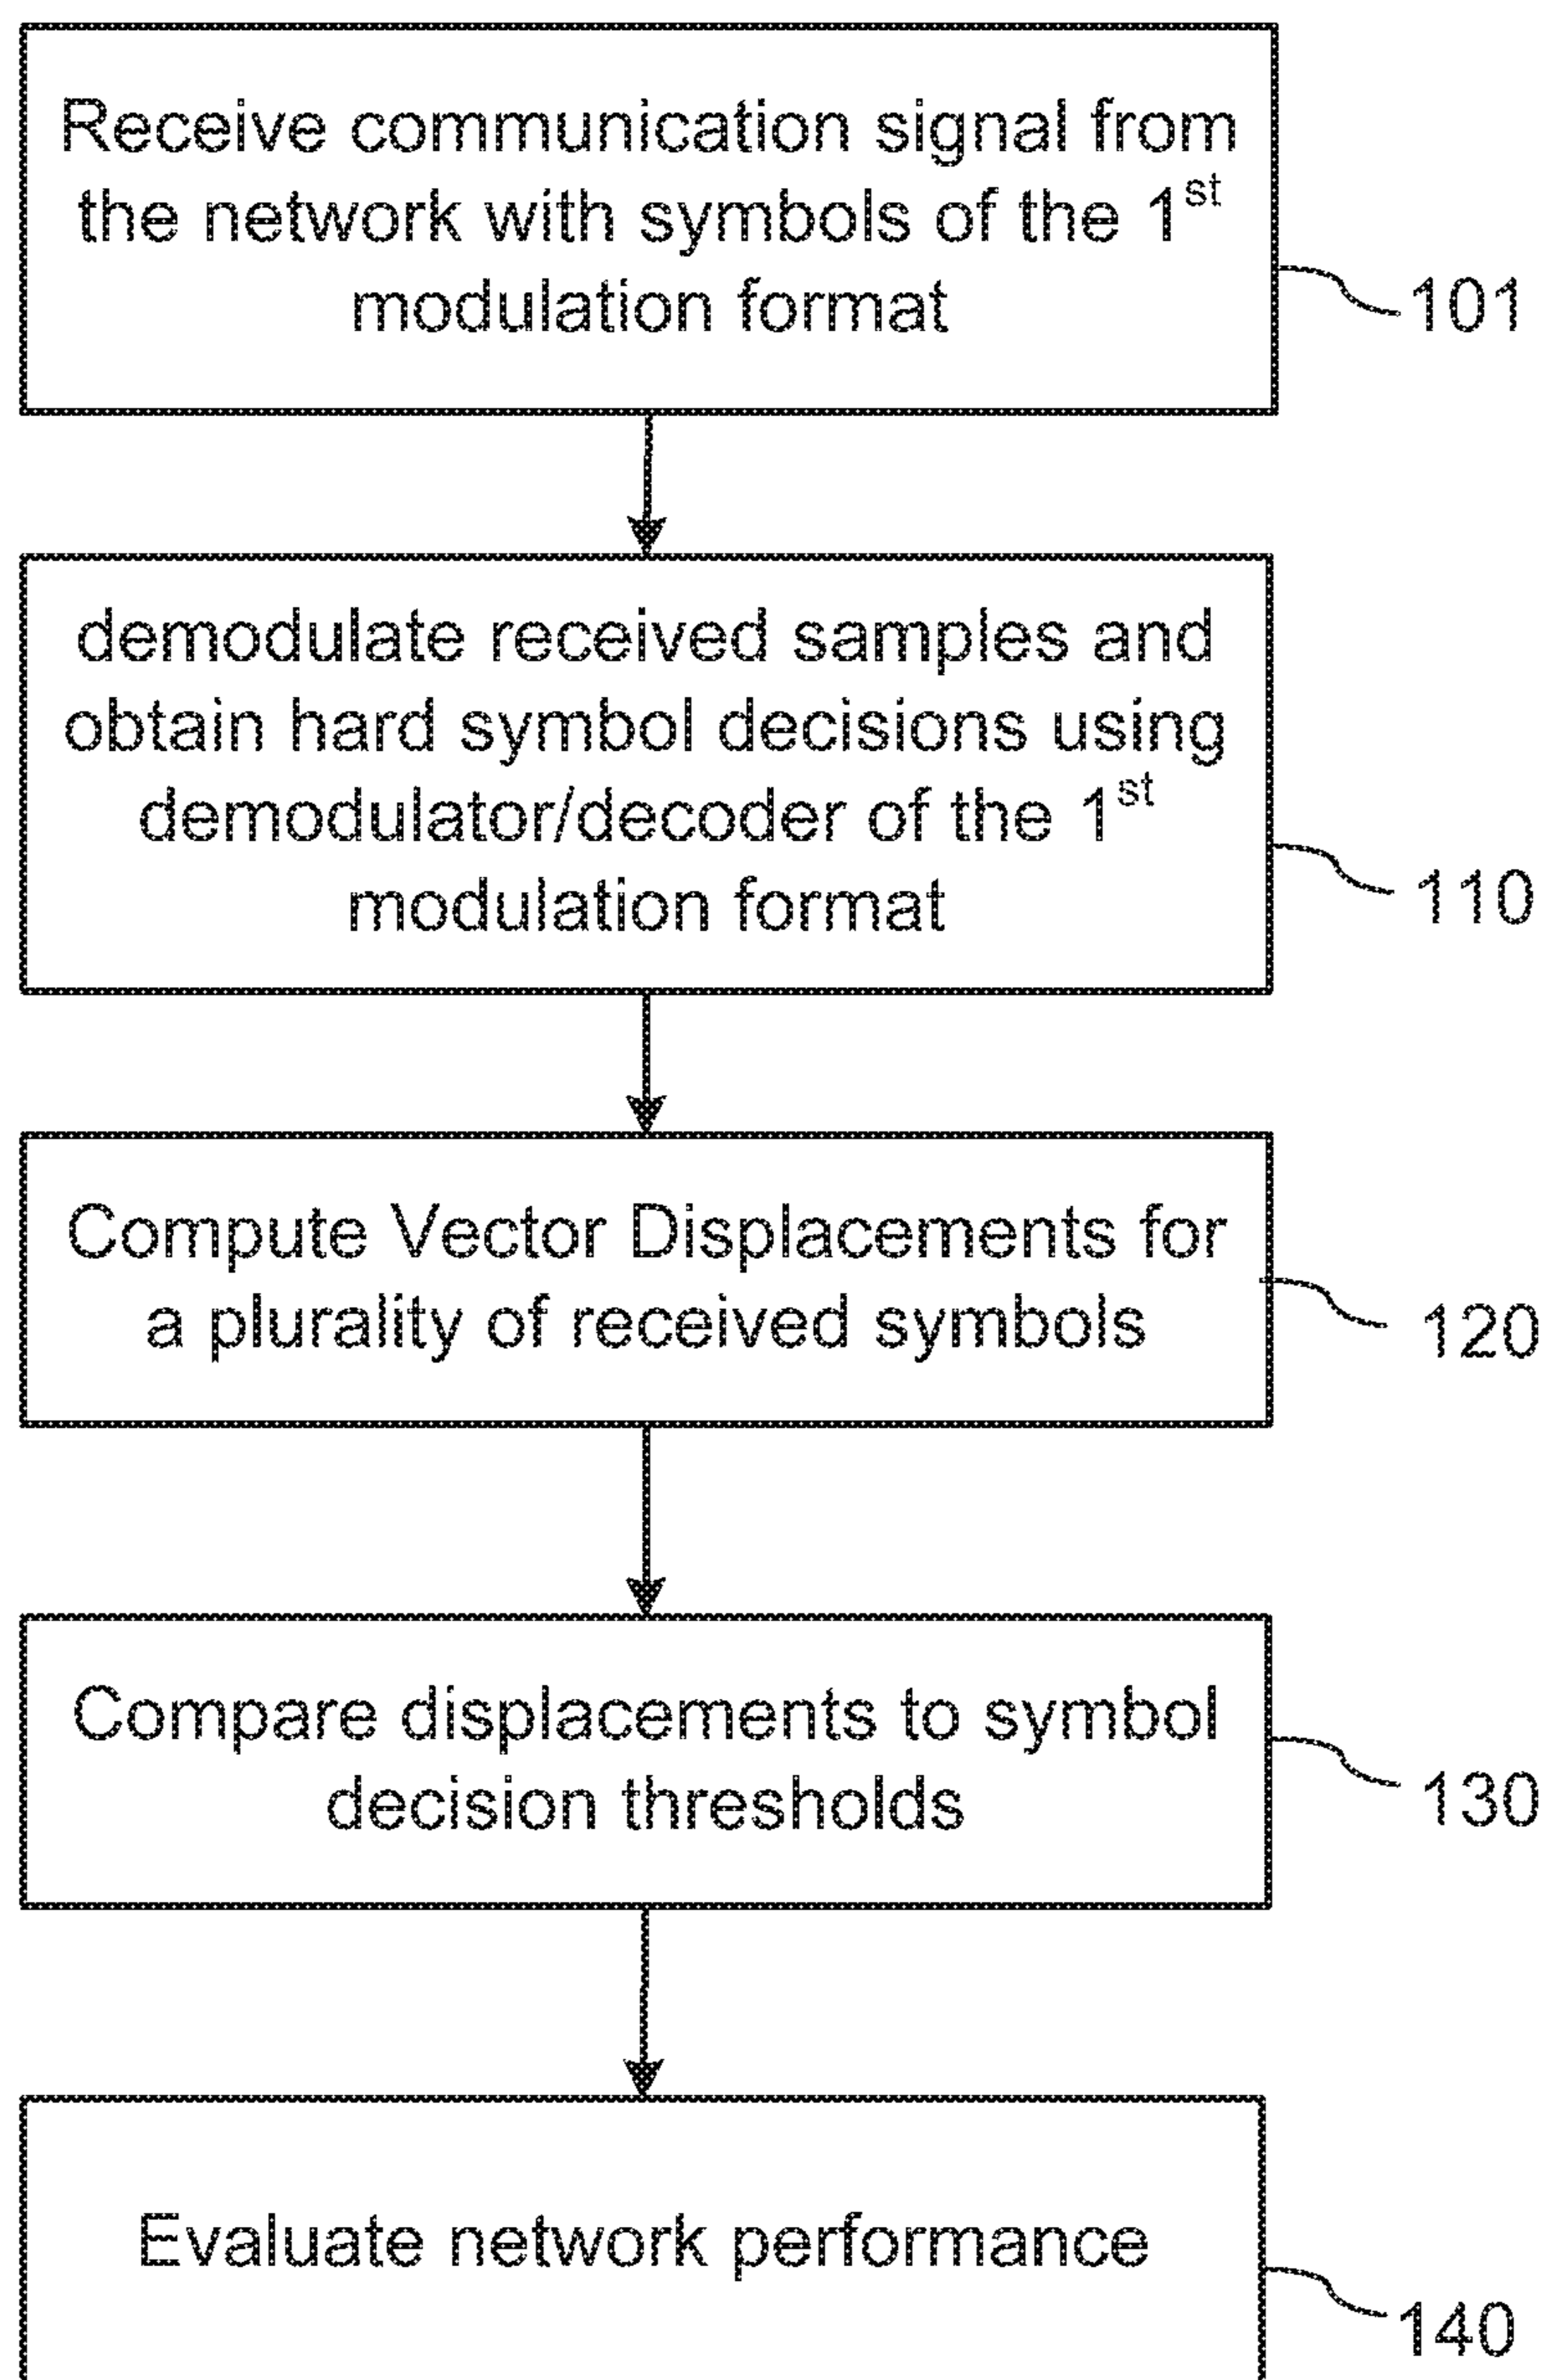 Receive communication signal from
the network with symbols of the 1st
modulation format
101
demodulate received samples and
obtain hard symbol decisions using
demodulator/decoder of the 1st
modulation format
110
Compute Vector Displacements for
a plurality of received symbols
120
Compare displacements to symbol
decision thresholds
130
Evaluate network performance
140